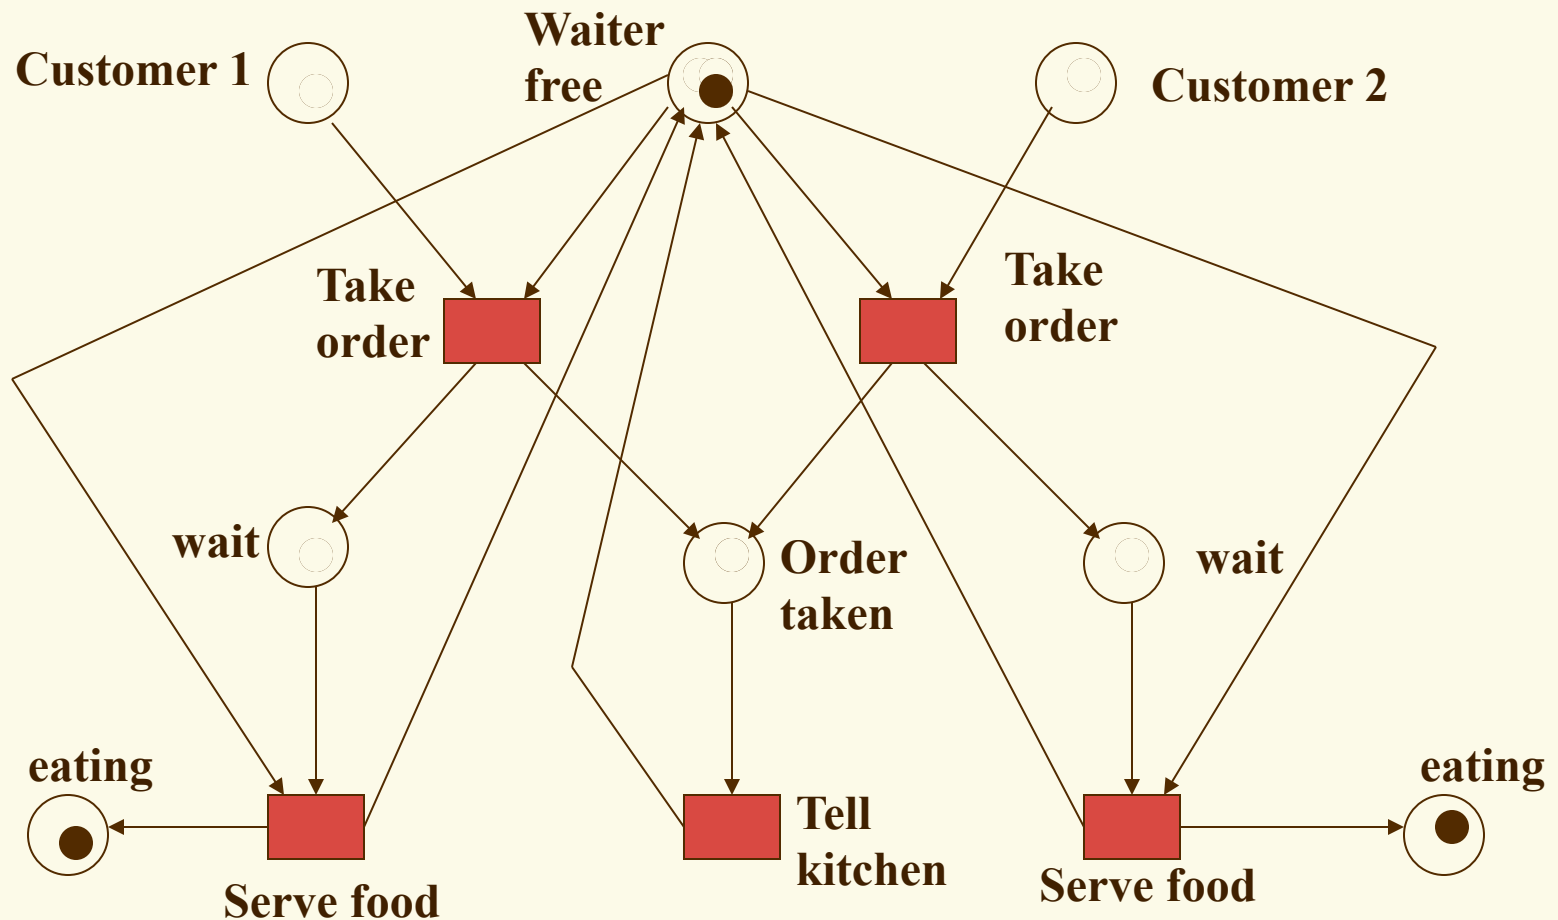 Waiter
free
Customer 1
Customer 2
Take
order
Take
order
wait
Order
taken
wait
eating
eating
Tell
kitchen
Serve food
Serve food